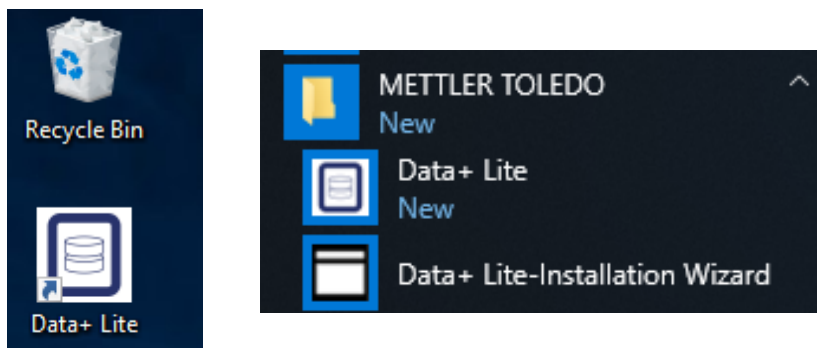 Recycle Bin
Data+ Lite
METTLER TOLEDO
New
Data+ Lite
New
Data+ Lite-Installation Wizard